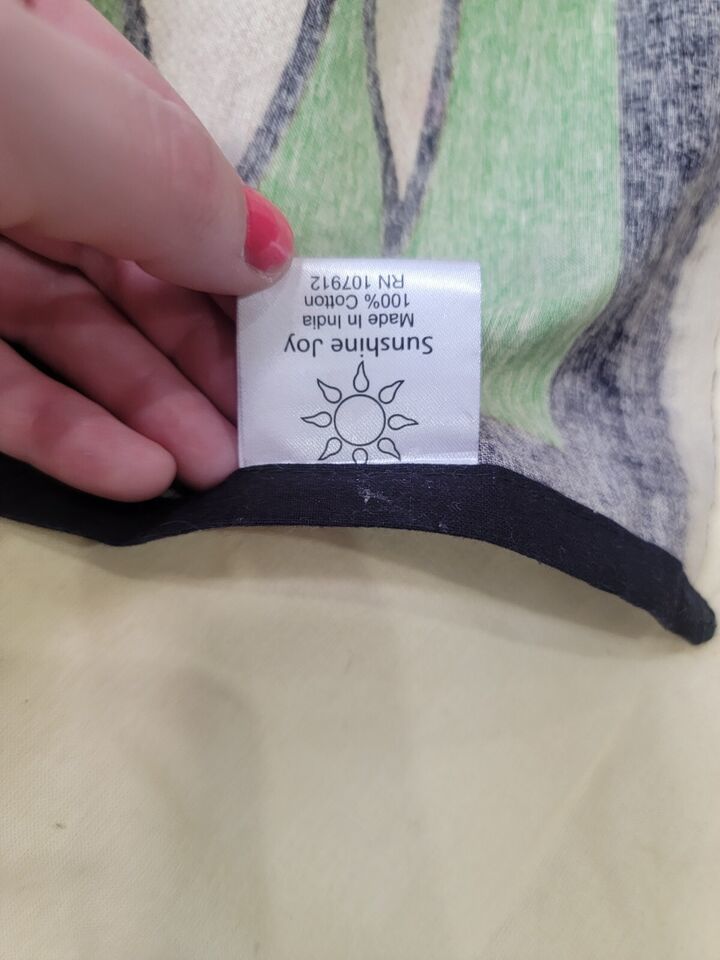 Sunshine Joy
Made In India
100% Cotton
RN 107912